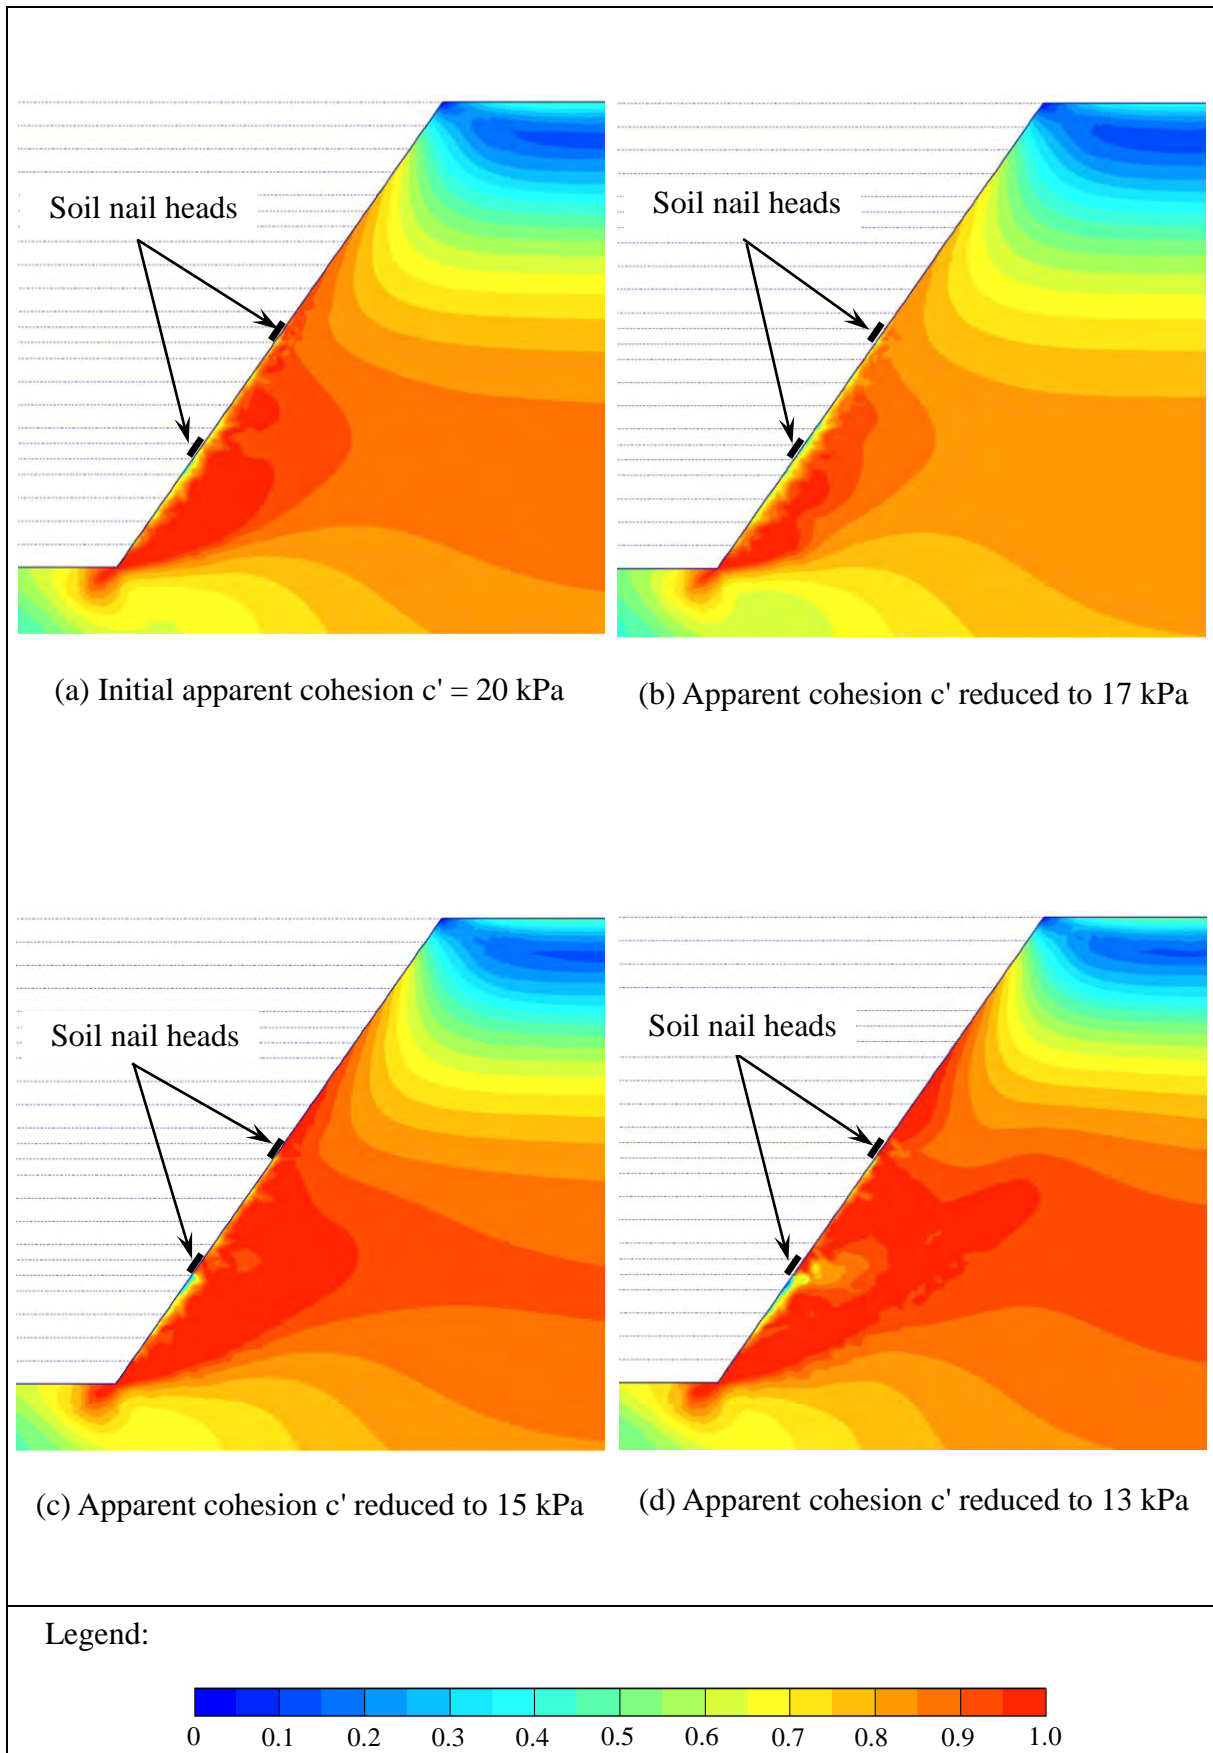 Soil nail heads
Soil nail heads
(a) Initial apparent cohesion c' = 20 kPa
(b) Apparent cohesion c' reduced to 17 kPa
Soil nail heads
Soil nail heads
(c) Apparent cohesion c' reduced to 15 kPa
(d) Apparent cohesion c' reduced to 13 kPa
Legend:
0 0.1 0.2 0.3 0.4 0.5 0.6 0.7 0.8 0.9 1.0